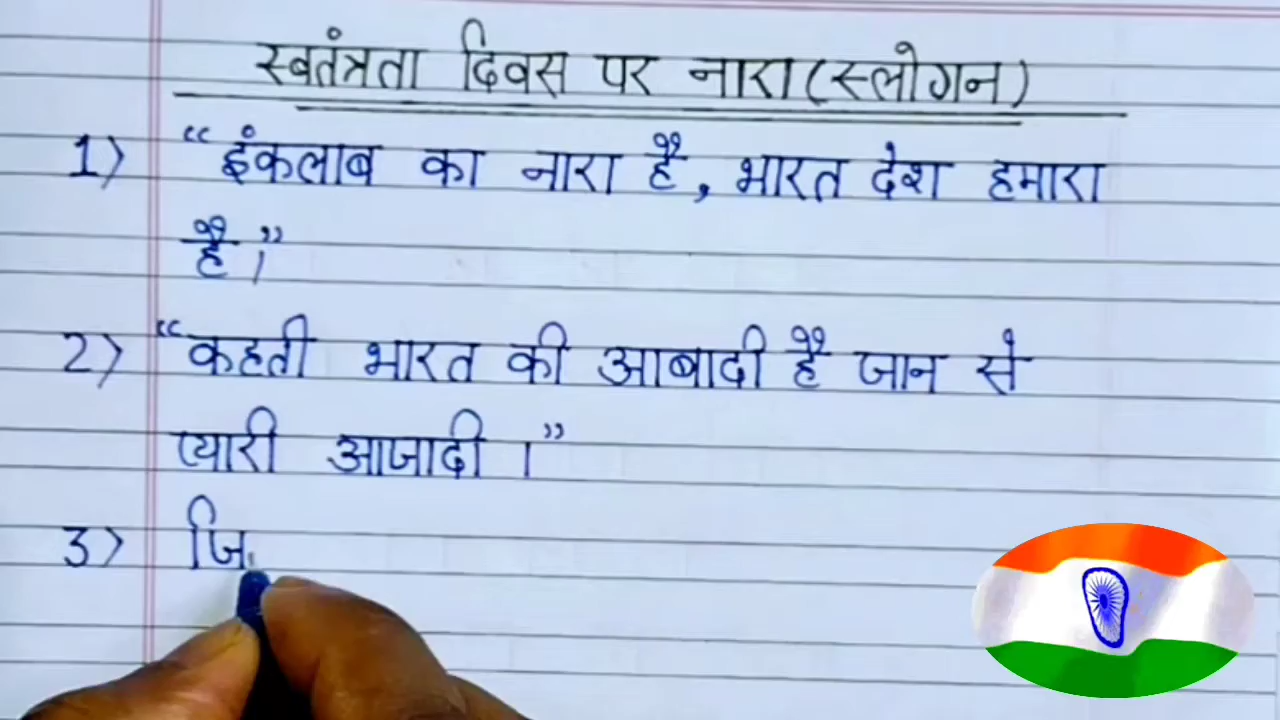 स्वतंत्रता दिवस पर नारा (स्लोगन)
1) “इंकलाब का नारा है, भारत देश हमारा
है।”
2) “कहती भारत की आबादी है जान से
प्यारी आजादी।”
3) जि